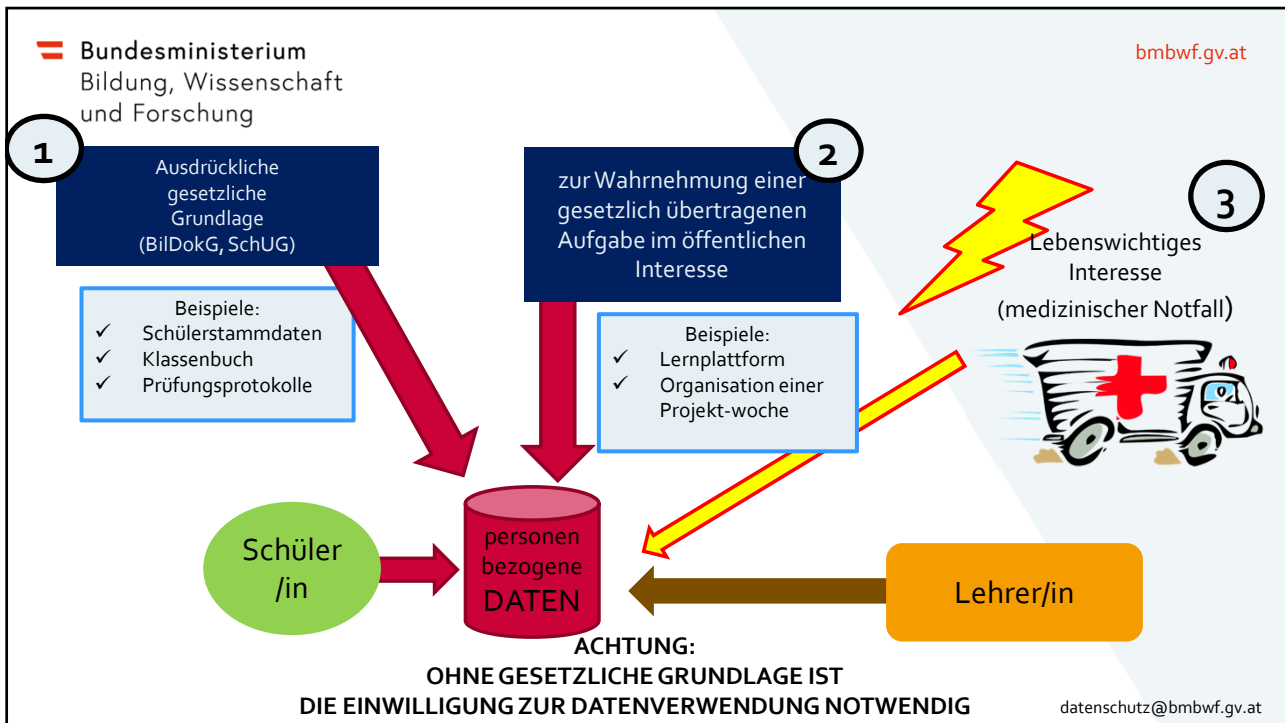 Bundesministerium
Bildung, Wissenschaft
und Forschung
bmbwf.gv.at
1
Ausdrückliche
gesetzliche
Grundlage
(BilDokG, SchUG)
Beispiele:
✓ Schülerstammdaten
✓ Klassenbuch
✓ Prüfungsprotokolle
2
zur Wahrnehmung einer
gesetzlich übertragenen
Aufgabe im öffentlichen
Interesse
Beispiele:
✓ Lernplattform
✓ Organisation einer
Projekt-woche
3
Lebenswichtiges
Interesse
(medizinischer Notfall)
Schüler
/in
personen
bezogene
DATEN
Lehrer/in
ACHTUNG:
OHNE GESETZLICHE GRUNDLAGE IST
DIE EINWILLIGUNG ZUR DATENVERWENDUNG NOTWENDIG
datenschutz@bmbwf.gv.at